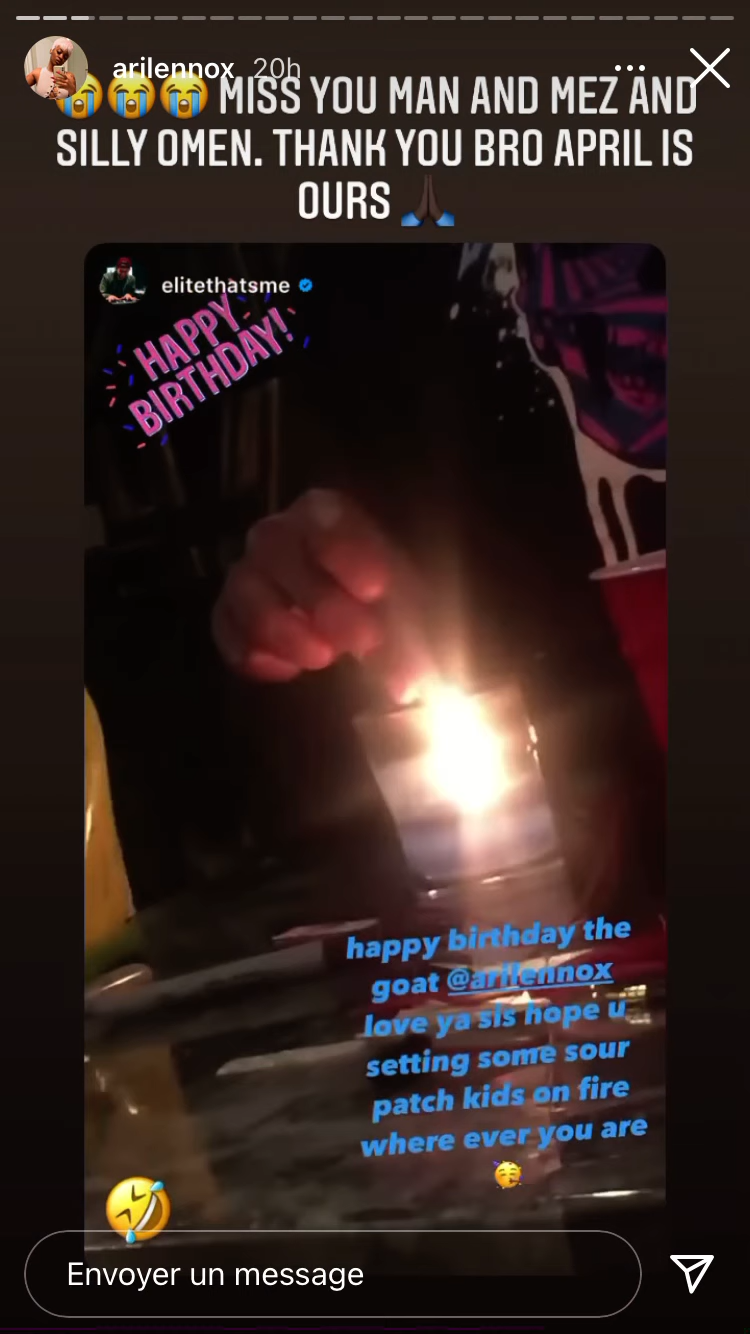 arilennox 20h
😭😭😭 MISS YOU MAN AND MEZ AND
SILLY OMEN. THANK YOU BRO APRIL IS
OURS 🙏🏿
elitethatsme
HAPPY
BIRTHDAY!
happy birthday the
goat @arilennox
love ya sis hope u
setting some sour
patch kids on fire
where ever you are
🥳
🤣
Envoyer un message